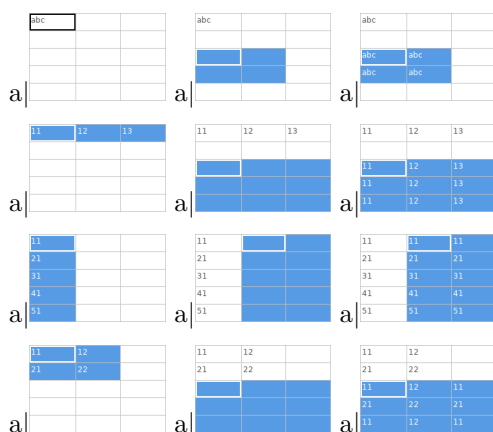 abc abc abc
abc abc
abc abc
a| a| a|
11 12 13 11 12 13 11 12 13
11 12 13
11 12 13
11 12 13
a| a| a|
11 11 11 11 11
21 21 21 21 21
31 31 31 31 31
41 41 41 41 41
51 51 51 51 51
a| a| a|
11 12 11 12 11 12
21 22 21 22 21 22
11 12 11
21 22 21
11 12 11
a| a| a|